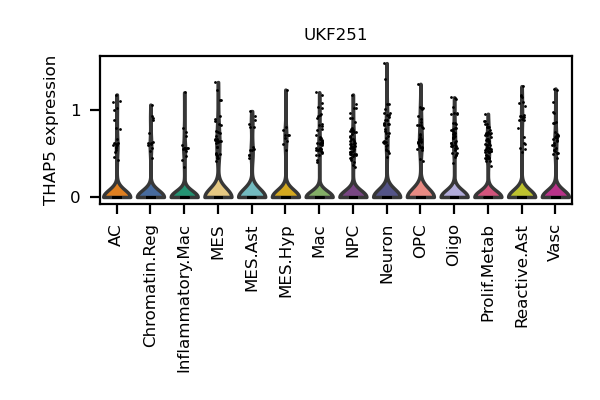 UKF251
THAP5 expression
1
0
AC
Chromatin.Reg
Inflammatory.Mac
MES
MES.Ast
MES.Hyp
Mac
NPC
Neuron
OPC
Oligo
Prolif.Metab
Reactive.Ast
Vasc